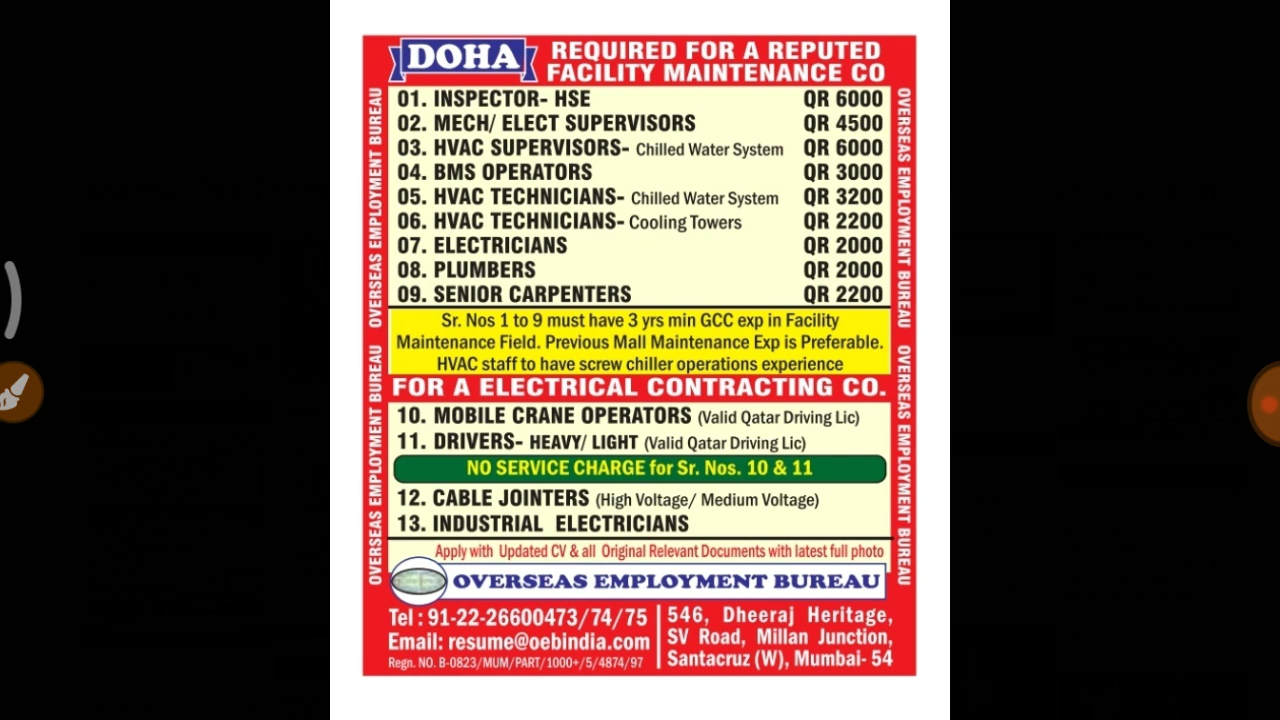 DOHA
REQUIRED FOR A REPUTED
FACILITY MAINTENANCE CO
01. INSPECTOR- HSE QR 6000
02. MECH/ ELECT SUPERVISORS QR 4500
03. HVAC SUPERVISORS- Chilled Water System QR 6000
04. BMS OPERATORS QR 3000
05. HVAC TECHNICIANS- Chilled Water System QR 3200
06. HVAC TECHNICIANS- Cooling Towers QR 2200
07. ELECTRICIANS QR 2000
08. PLUMBERS QR 2000
09. SENIOR CARPENTERS QR 2200
Sr. Nos 1 to 9 must have 3 yrs min GCC exp in Facility
Maintenance Field. Previous Mall Maintenance Exp is Preferable.
HVAC staff to have screw chiller operations experience
FOR A ELECTRICAL CONTRACTING CO.
10. MOBILE CRANE OPERATORS (Valid Qatar Driving Lic)
11. DRIVERS- HEAVY/ LIGHT (Valid Qatar Driving Lic)
NO SERVICE CHARGE for Sr. Nos. 10 & 11
12. CABLE JOINTERS (High Voltage/ Medium Voltage)
13. INDUSTRIAL ELECTRICIANS
Apply with Updated CV & all Original Relevant Documents with latest full photo
OVERSEAS EMPLOYMENT BUREAU
Tel : 91-22-26600473/74/75
Email: resume@oebindia.com
Regn. NO. B-0823/MUM/PART/1000+/5/4874/97
546, Dheeraj Heritage,
SV Road, Millan Junction,
Santacruz (W), Mumbai- 54
OVERSEAS EMPLOYMENT BUREAU
OVERSEAS EMPLOYMENT BUREAU
OVERSEAS EMPLOYMENT BUREAU
OVERSEAS EMPLOYMENT BUREAU